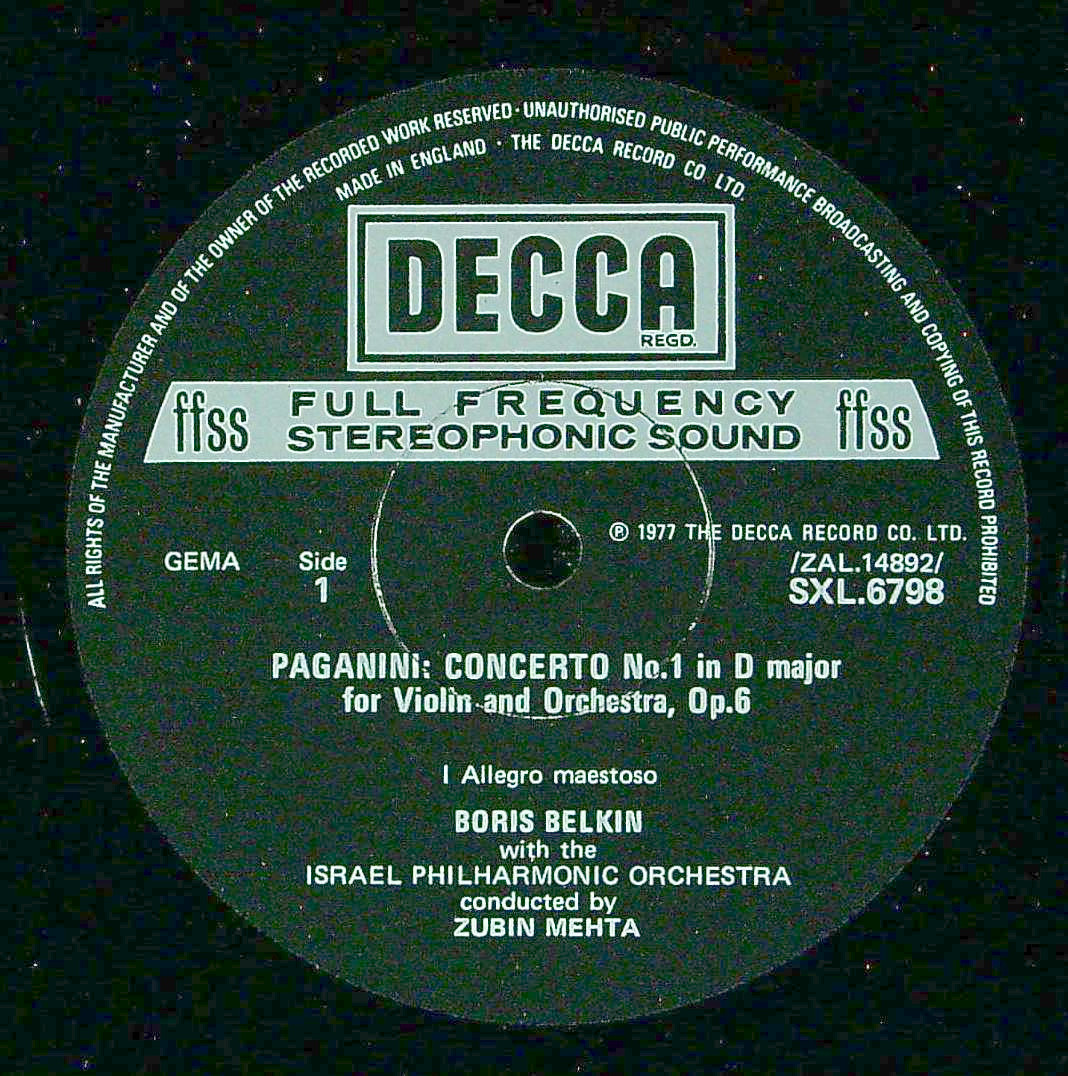 ALL RIGHTS OF THE MANUFACTURER AND OF THE OWNER OF THE RECORDED WORK RESERVED · UNAUTHORISED PUBLIC PERFORMANCE BROADCASTING AND COPYING OF THIS RECORD PROHIBITED
MADE IN ENGLAND · THE DECCA RECORD CO LTD.
DECCA
REGD.
ffss FULL FREQUENCY ffss
STEREOPHONIC SOUND
℗ 1977 THE DECCA RECORD CO. LTD.
GEMA Side /ZAL.14892/
1 SXL.6798
PAGANINI: CONCERTO No.1 in D major
for Violin and Orchestra, Op.6
I Allegro maestoso
BORIS BELKIN
with the
ISRAEL PHILHARMONIC ORCHESTRA
conducted by
ZUBIN MEHTA